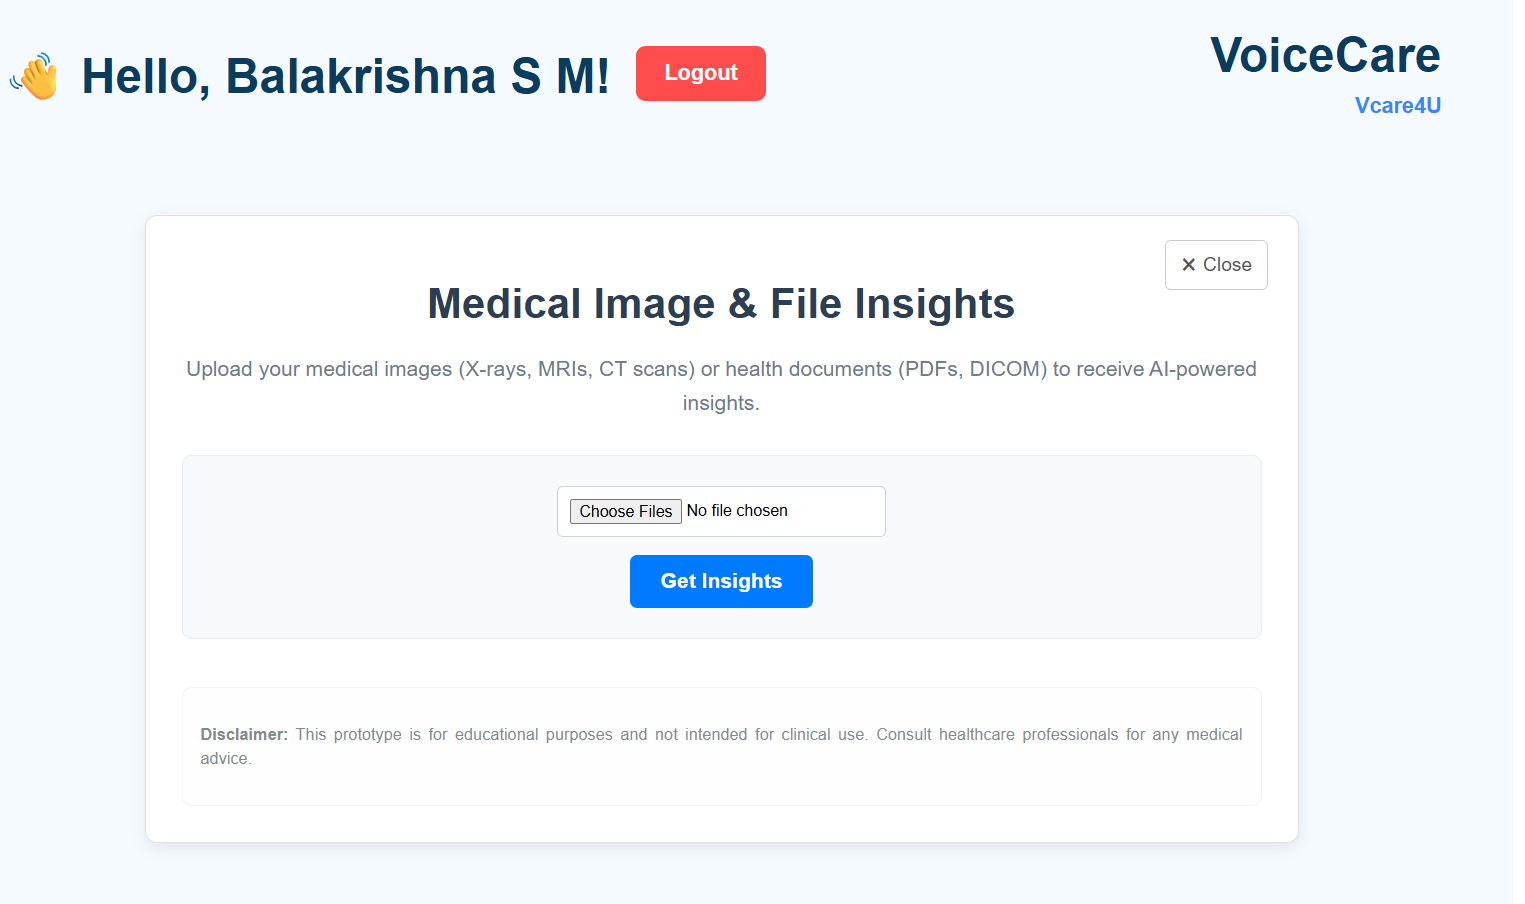 Hello, Balakrishna S M!
Logout
VoiceCare
Vcare4U
× Close
Medical Image & File Insights
Upload your medical images (X-rays, MRIs, CT scans) or health documents (PDFs, DICOM) to receive AI-powered
insights.
Choose Files No file chosen
Get Insights
Disclaimer: This prototype is for educational purposes and not intended for clinical use. Consult healthcare professionals for any medical
advice.